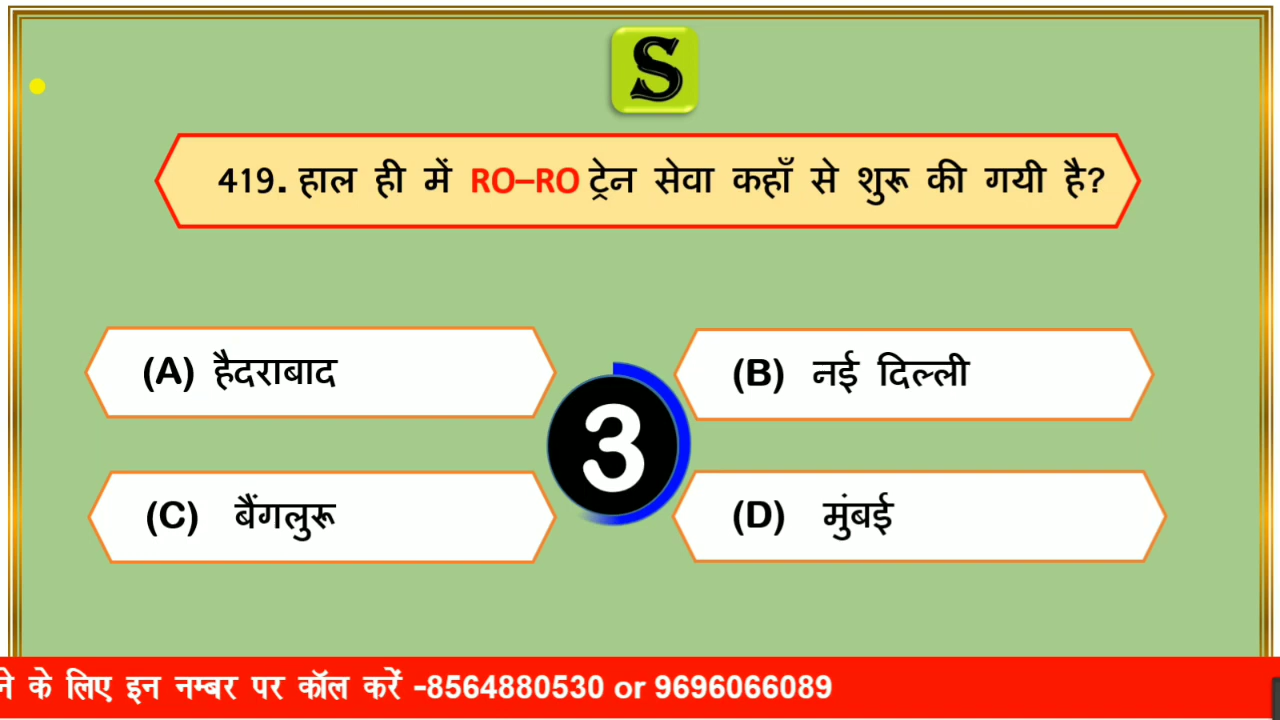 S
419. हाल ही में RO–RO ट्रेन सेवा कहाँ से शुरू की गयी है?
(A) हैदराबाद
(B) नई दिल्ली
3
(C) बैंगलुरू
(D) मुंबई
ने के लिए इन नम्बर पर कॉल करें -8564880530 or 9696066089